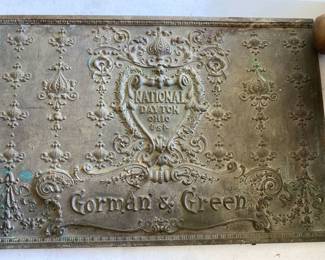 NATIONAL
DAYTON
OHIO
Gorman & Green